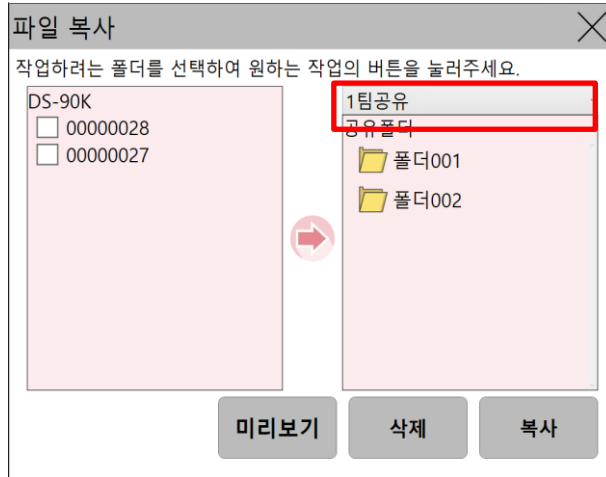 파일 복사
작업하려는 폴더를 선택하여 원하는 작업의 버튼을 눌러주세요.
DS-90K
00000028
00000027
1팀공유
공유폴더
폴더001
폴더002
미리보기
삭제
복사